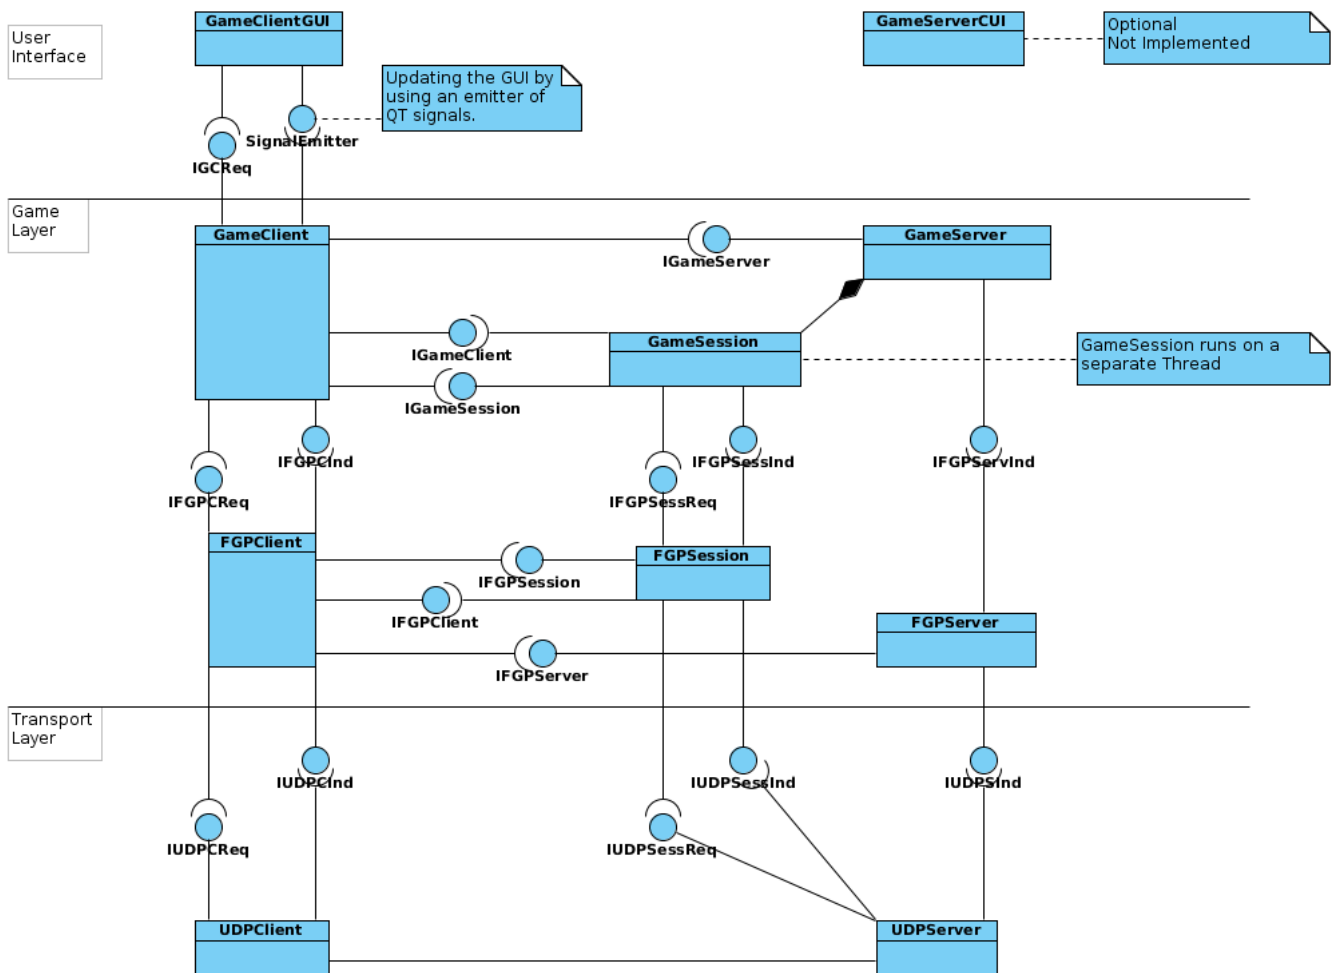 GameClientGUI
GameServerCUI
User
Interface
Optional
Not Implemented
Updating the GUI by
using an emitter of
QT signals.
SignalEmitter
IGCReq
Game
Layer
GameClient
GameServer
IGameServer
GameSession
IGameClient
GameSession runs on a
separate Thread
IGameSession
IFGPCInd
IFGPSessInd
IFGPServInd
IFGPCReq
IFGPSessReq
FGPClient
FGPSession
IFGPSession
IFGPClient
FGPServer
IFGPServer
Transport
Layer
IUDPCInd
IUDPSessInd
IUDPSInd
IUDPCReq
IUDPSessReq
UDPClient
UDPServer